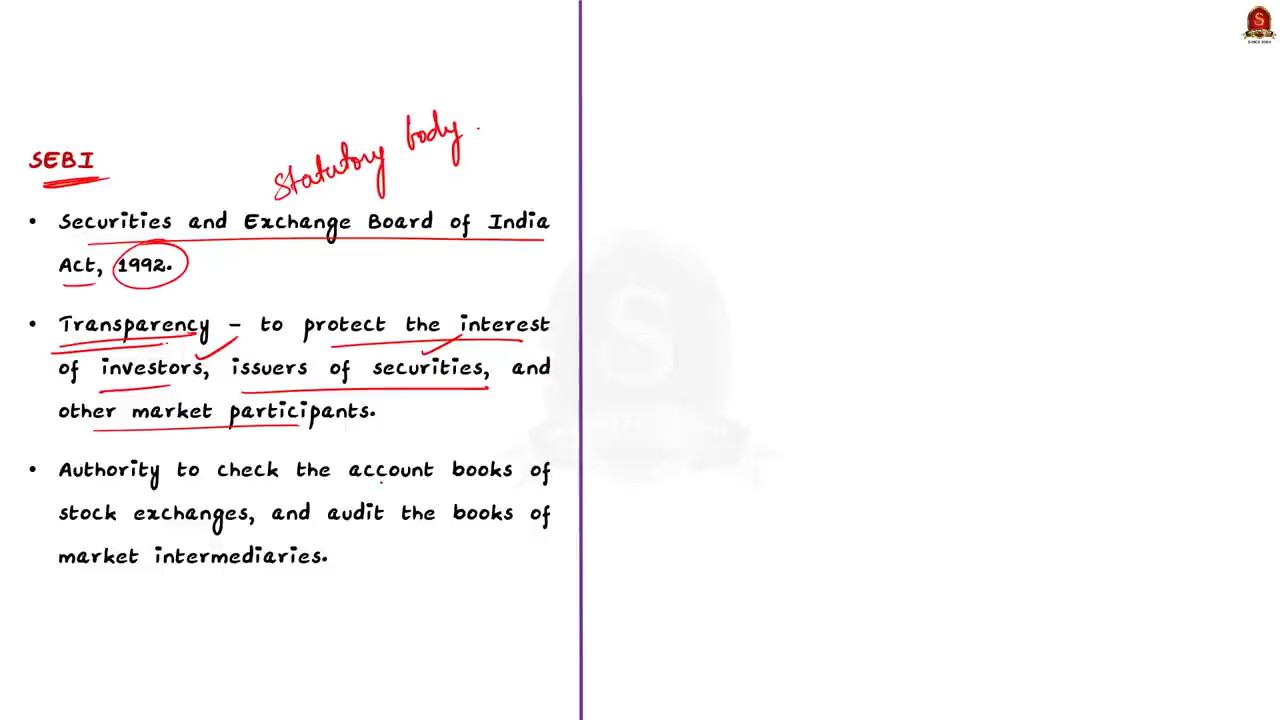 statutory body.
SEBI
• Securities and Exchange Board of India
Act, 1992.
• Transparency – to protect the interest
of investors, issuers of securities, and
other market participants.
• Authority to check the account books of
stock exchanges, and audit the books of
market intermediaries.
S
SINCE 2004